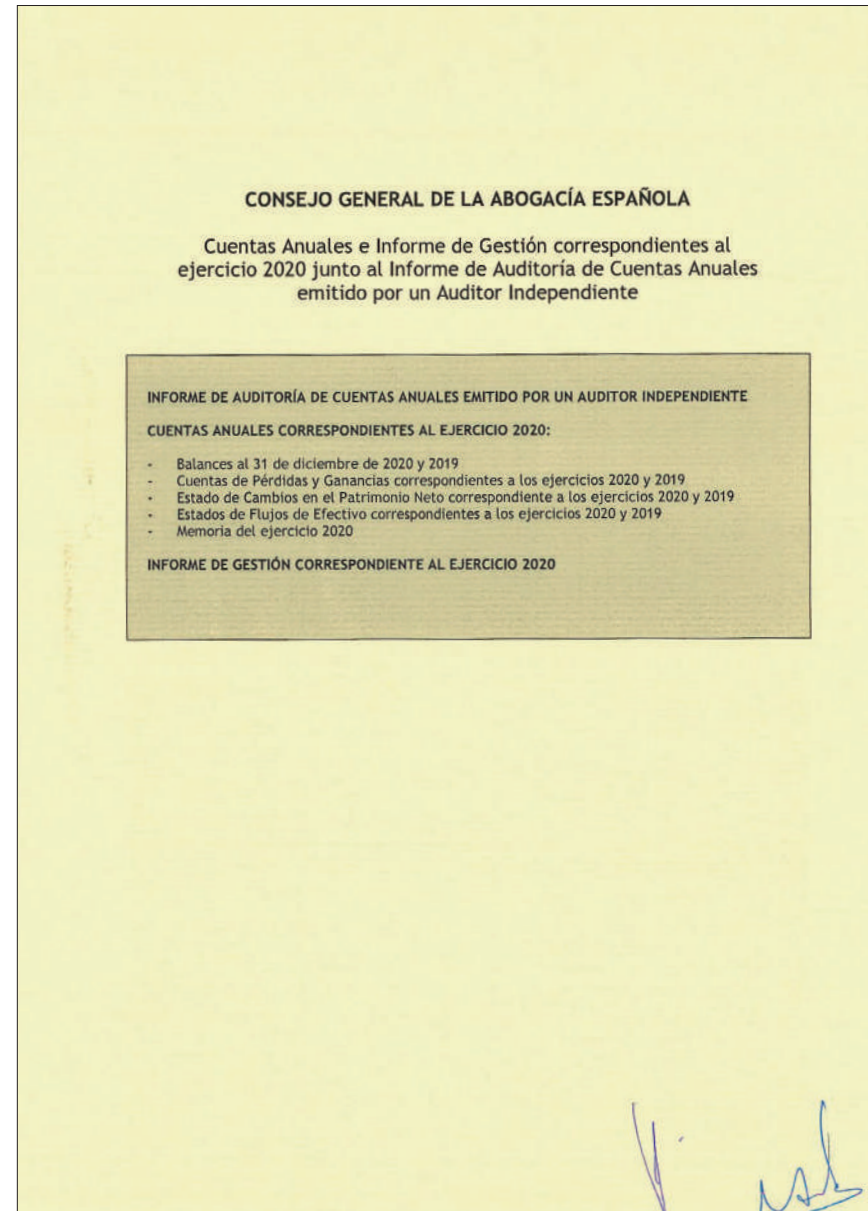 CONSEJO GENERAL DE LA ABOGACÍA ESPAÑOLA
Cuentas Anuales e Informe de Gestión correspondientes al
ejercicio 2020 junto al Informe de Auditoría de Cuentas Anuales
emitido por un Auditor Independiente
INFORME DE AUDITORÍA DE CUENTAS ANUALES EMITIDO POR UN AUDITOR INDEPENDIENTE
CUENTAS ANUALES CORRESPONDIENTES AL EJERCICIO 2020:
- Balances al 31 de diciembre de 2020 y 2019
- Cuentas de Pérdidas y Ganancias correspondientes a los ejercicios 2020 y 2019
- Estado de Cambios en el Patrimonio Neto correspondiente a los ejercicios 2020 y 2019
- Estados de Flujos de Efectivo correspondientes a los ejercicios 2020 y 2019
- Memoria del ejercicio 2020
INFORME DE GESTIÓN CORRESPONDIENTE AL EJERCICIO 2020